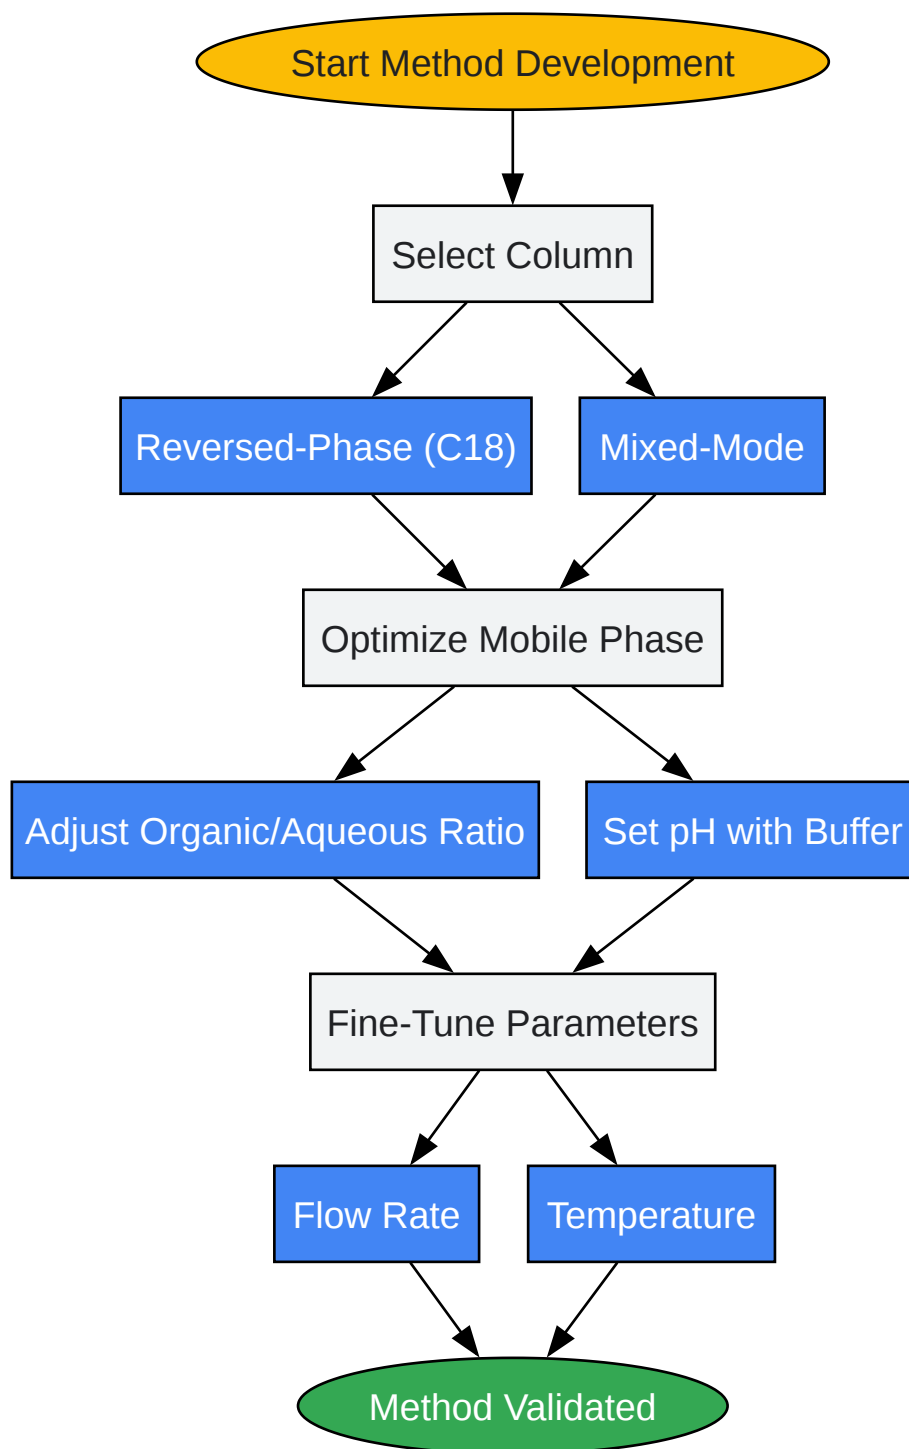 Start Method Development
Select Column
Reversed-Phase (C18)
Mixed-Mode
Optimize Mobile Phase
Adjust Organic/Aqueous Ratio
Set pH with Buffer
Fine-Tune Parameters
Flow Rate
Temperature
Method Validated